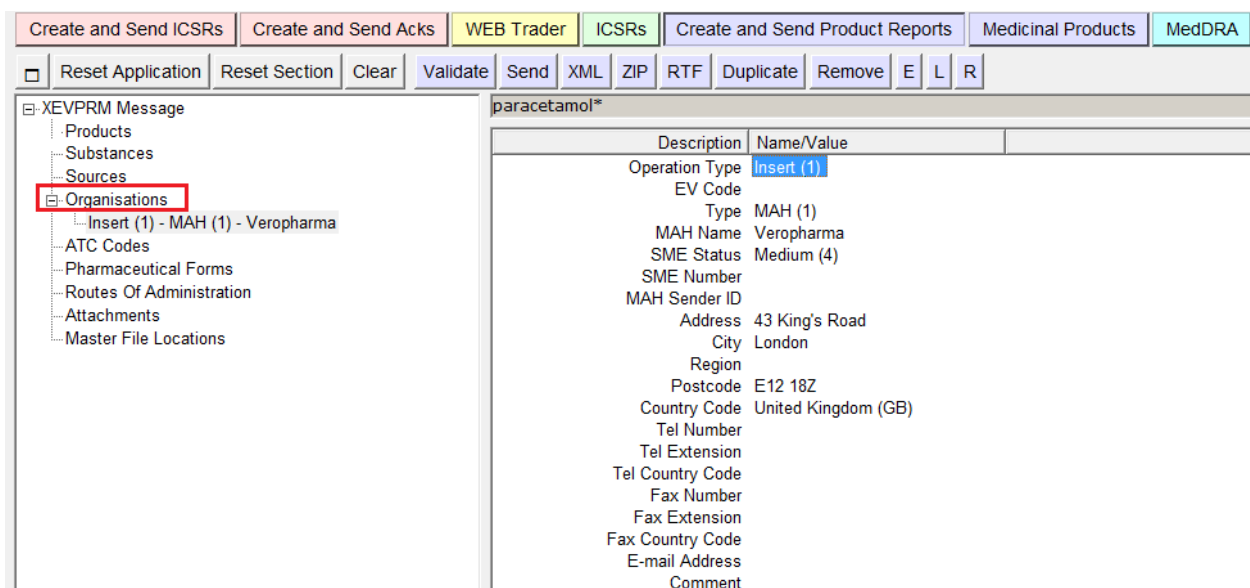 Create and Send ICSRs Create and Send Acks WEB Trader ICSRs Create and Send Product Reports Medicinal Products MedDRA
Reset Application Reset Section Clear Validate Send XML ZIP RTF Duplicate Remove E L R
XEVPRM Message
Products
Substances
Sources
Organisations
Insert (1) - MAH (1) - Veropharma
ATC Codes
Pharmaceutical Forms
Routes Of Administration
Attachments
Master File Locations
paracetamol*
Description Name/Value
Operation Type Insert (1)
EV Code
Type MAH (1)
MAH Name Veropharma
SME Status Medium (4)
SME Number
MAH Sender ID
Address 43 King's Road
City London
Region
Postcode E12 18Z
Country Code United Kingdom (GB)
Tel Number
Tel Extension
Tel Country Code
Fax Number
Fax Extension
Fax Country Code
E-mail Address
Comment